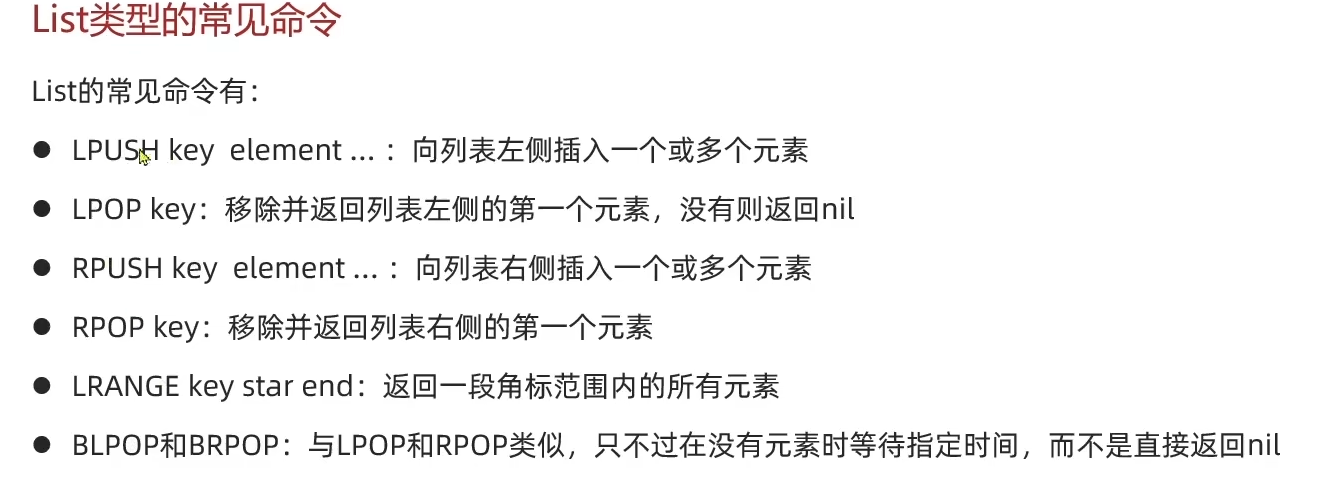 List类型的常见命令
List的常见命令有：
● LPUSH key  element ... ：向列表左侧插入一个或多个元素
● LPOP key：移除并返回列表左侧的第一个元素，没有则返回nil
● RPUSH key  element ... ：向列表右侧插入一个或多个元素
● RPOP key：移除并返回列表右侧的第一个元素
● LRANGE key star end：返回一段角标范围内的所有元素
● BLPOP和BRPOP：与LPOP和RPOP类似，只不过在没有元素时等待指定时间，而不是直接返回nil